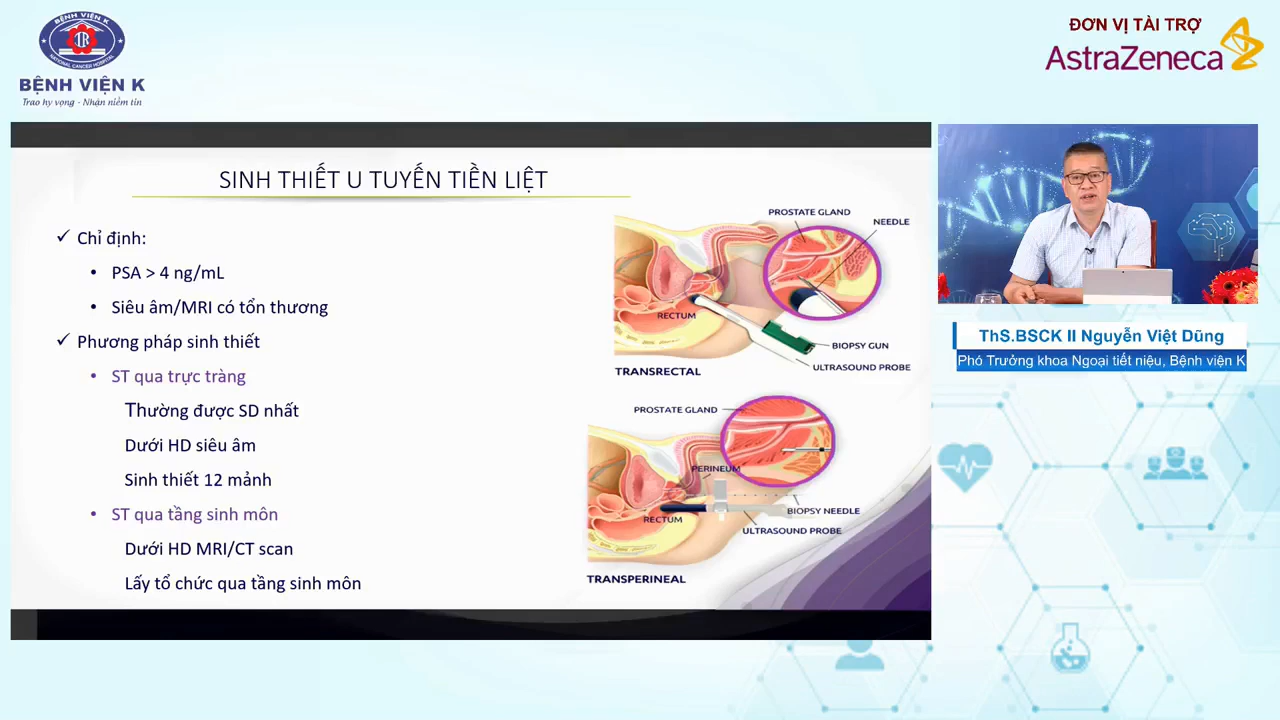 BỆNH VIỆN K
NATIONAL CANCER HOSPITAL
BỆNH VIỆN K
Trao hy vọng - Nhận niềm tin
ĐƠN VỊ TÀI TRỢ
AstraZeneca
SINH THIẾT U TUYẾN TIỀN LIỆT
✓ Chỉ định:
• PSA > 4 ng/mL
• Siêu âm/MRI có tổn thương
✓ Phương pháp sinh thiết
• ST qua trực tràng
Thường được SD nhất
Dưới HD siêu âm
Sinh thiết 12 mảnh
• ST qua tầng sinh môn
Dưới HD MRI/CT scan
Lấy tổ chức qua tầng sinh môn
PROSTATE GLAND
NEEDLE
RECTUM
BIOPSY GUN
ULTRASOUND PROBE
TRANSRECTAL
PROSTATE GLAND
PERINEUM
BIOPSY NEEDLE
RECTUM
ULTRASOUND PROBE
TRANSPERINEAL
ThS.BSCK II Nguyễn Việt Dũng
Phó Trưởng khoa Ngoại tiết niệu, Bệnh viện K